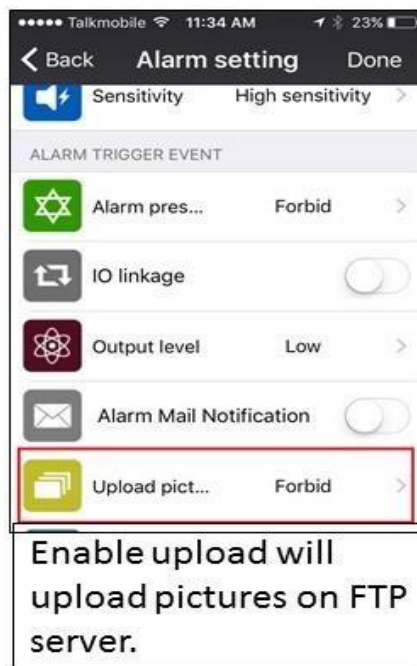 Talkmobile 11:34 AM 23%
Back Alarm setting Done
Sensitivity High sensitivity
ALARM TRIGGER EVENT
Alarm pres... Forbid
IO linkage
Output level Low
Alarm Mail Notification
Upload pict... Forbid
Enable upload will
upload pictures on FTP
server.